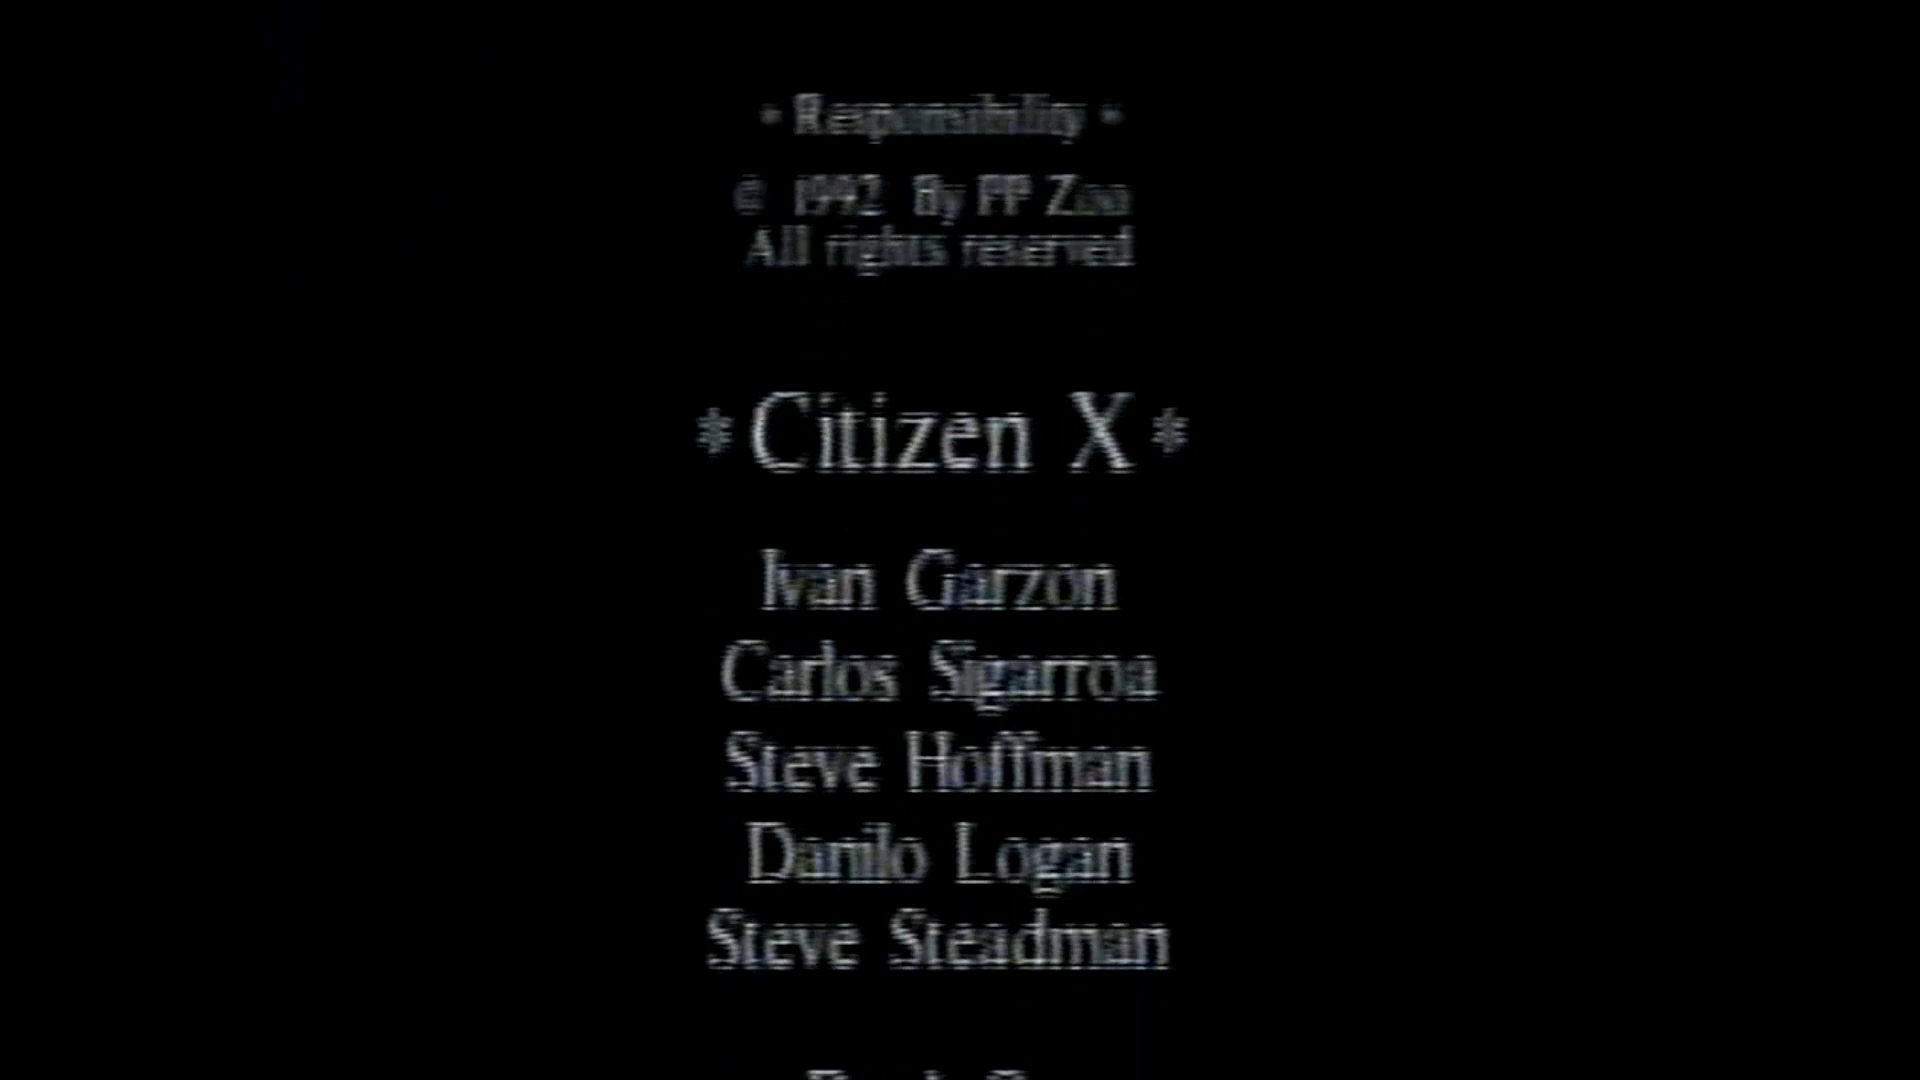 • Responsibility •
© 1992 By PP Zoo
All rights reserved
* Citizen X *
Ivan Garzon
Carlos Sigarroa
Steve Hoffman
Danilo Logan
Steve Steadman